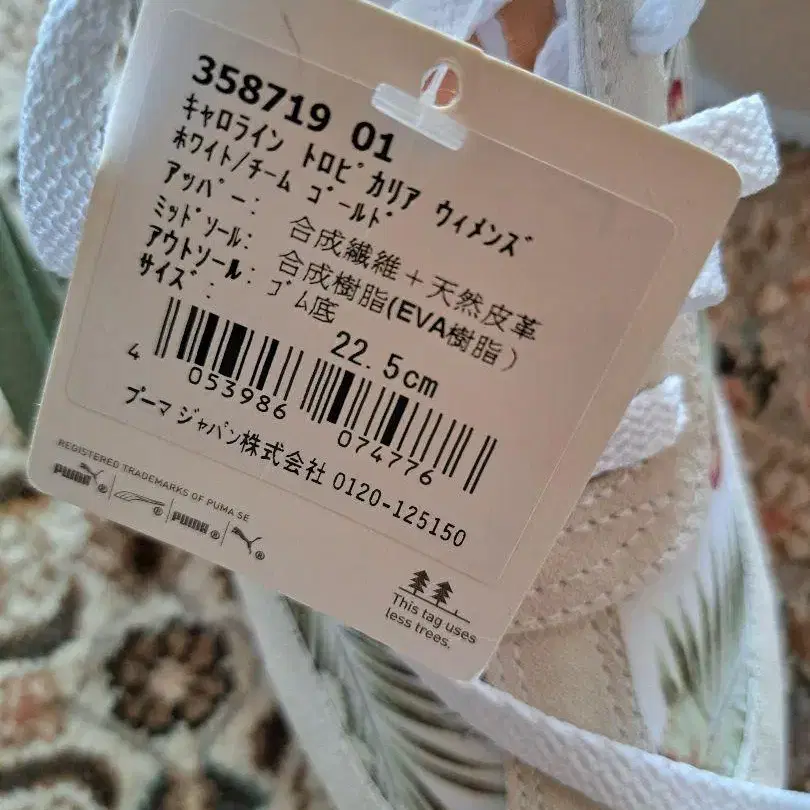 358719 01
キャロライン トロピカリア ウィメンズ
ホワイト/チーム ゴールド
アッパー: 合成繊維+天然皮革
ミッドソール: 合成樹脂(EVA樹脂)
アウトソール: ゴム底
サイズ: 22.5cm
4 053986 074776
プーマ ジャパン株式会社 0120-125150
REGISTERED TRADEMARKS OF PUMA SE
PUMA ® ® PUMA ® ®
This tag uses
less trees.